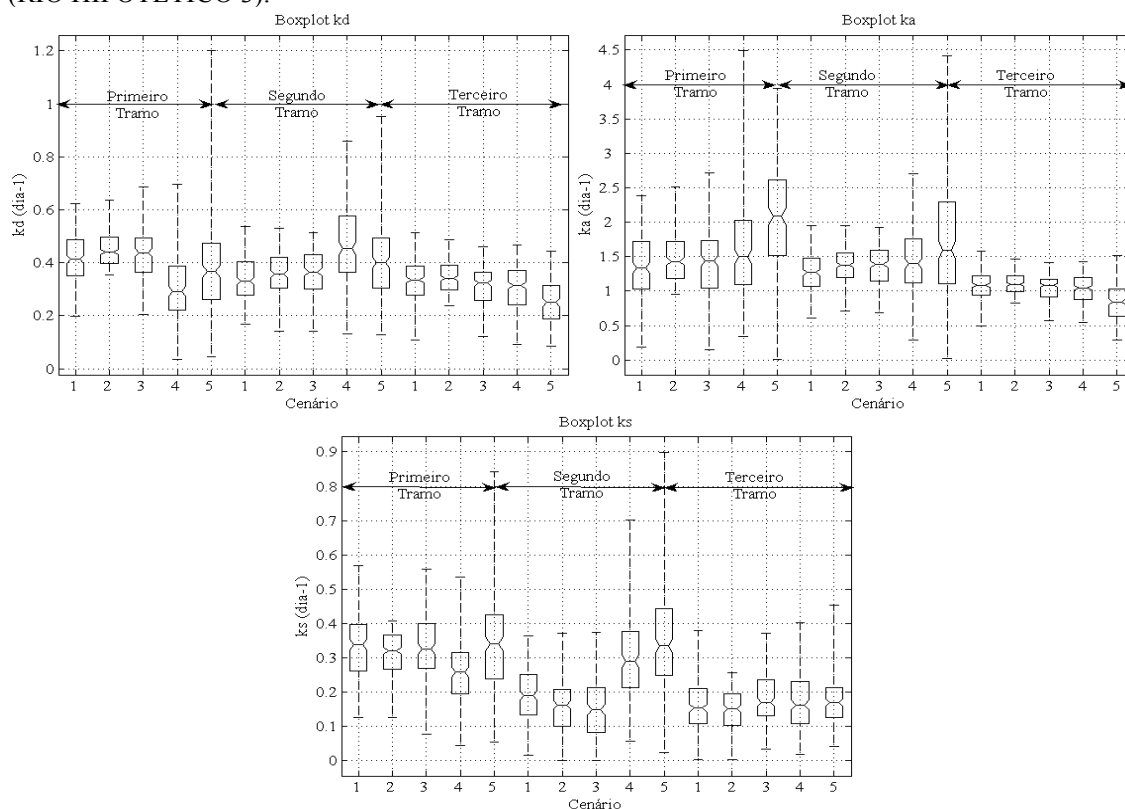 (RIO HIPOTÉTICO 3).
Boxplot kd
1.2
1
0.8
0.6
0.4
0.2
0
kd (dia-1)
Primeiro
Tramo
Segundo
Tramo
Terceiro
Tramo
1 2 3 4 5 1 2 3 4 5 1 2 3 4 5
Cenário
Boxplot ka
4.5
4
3.5
3
2.5
2
1.5
1
0.5
0
ka (dia-1)
Primeiro
Tramo
Segundo
Tramo
Terceiro
Tramo
1 2 3 4 5 1 2 3 4 5 1 2 3 4 5
Cenário
Boxplot ks
0.9
0.8
0.7
0.6
0.5
0.4
0.3
0.2
0.1
0
ks (dia-1)
Primeiro
Tramo
Segundo
Tramo
Terceiro
Tramo
1 2 3 4 5 1 2 3 4 5 1 2 3 4 5
Cenário